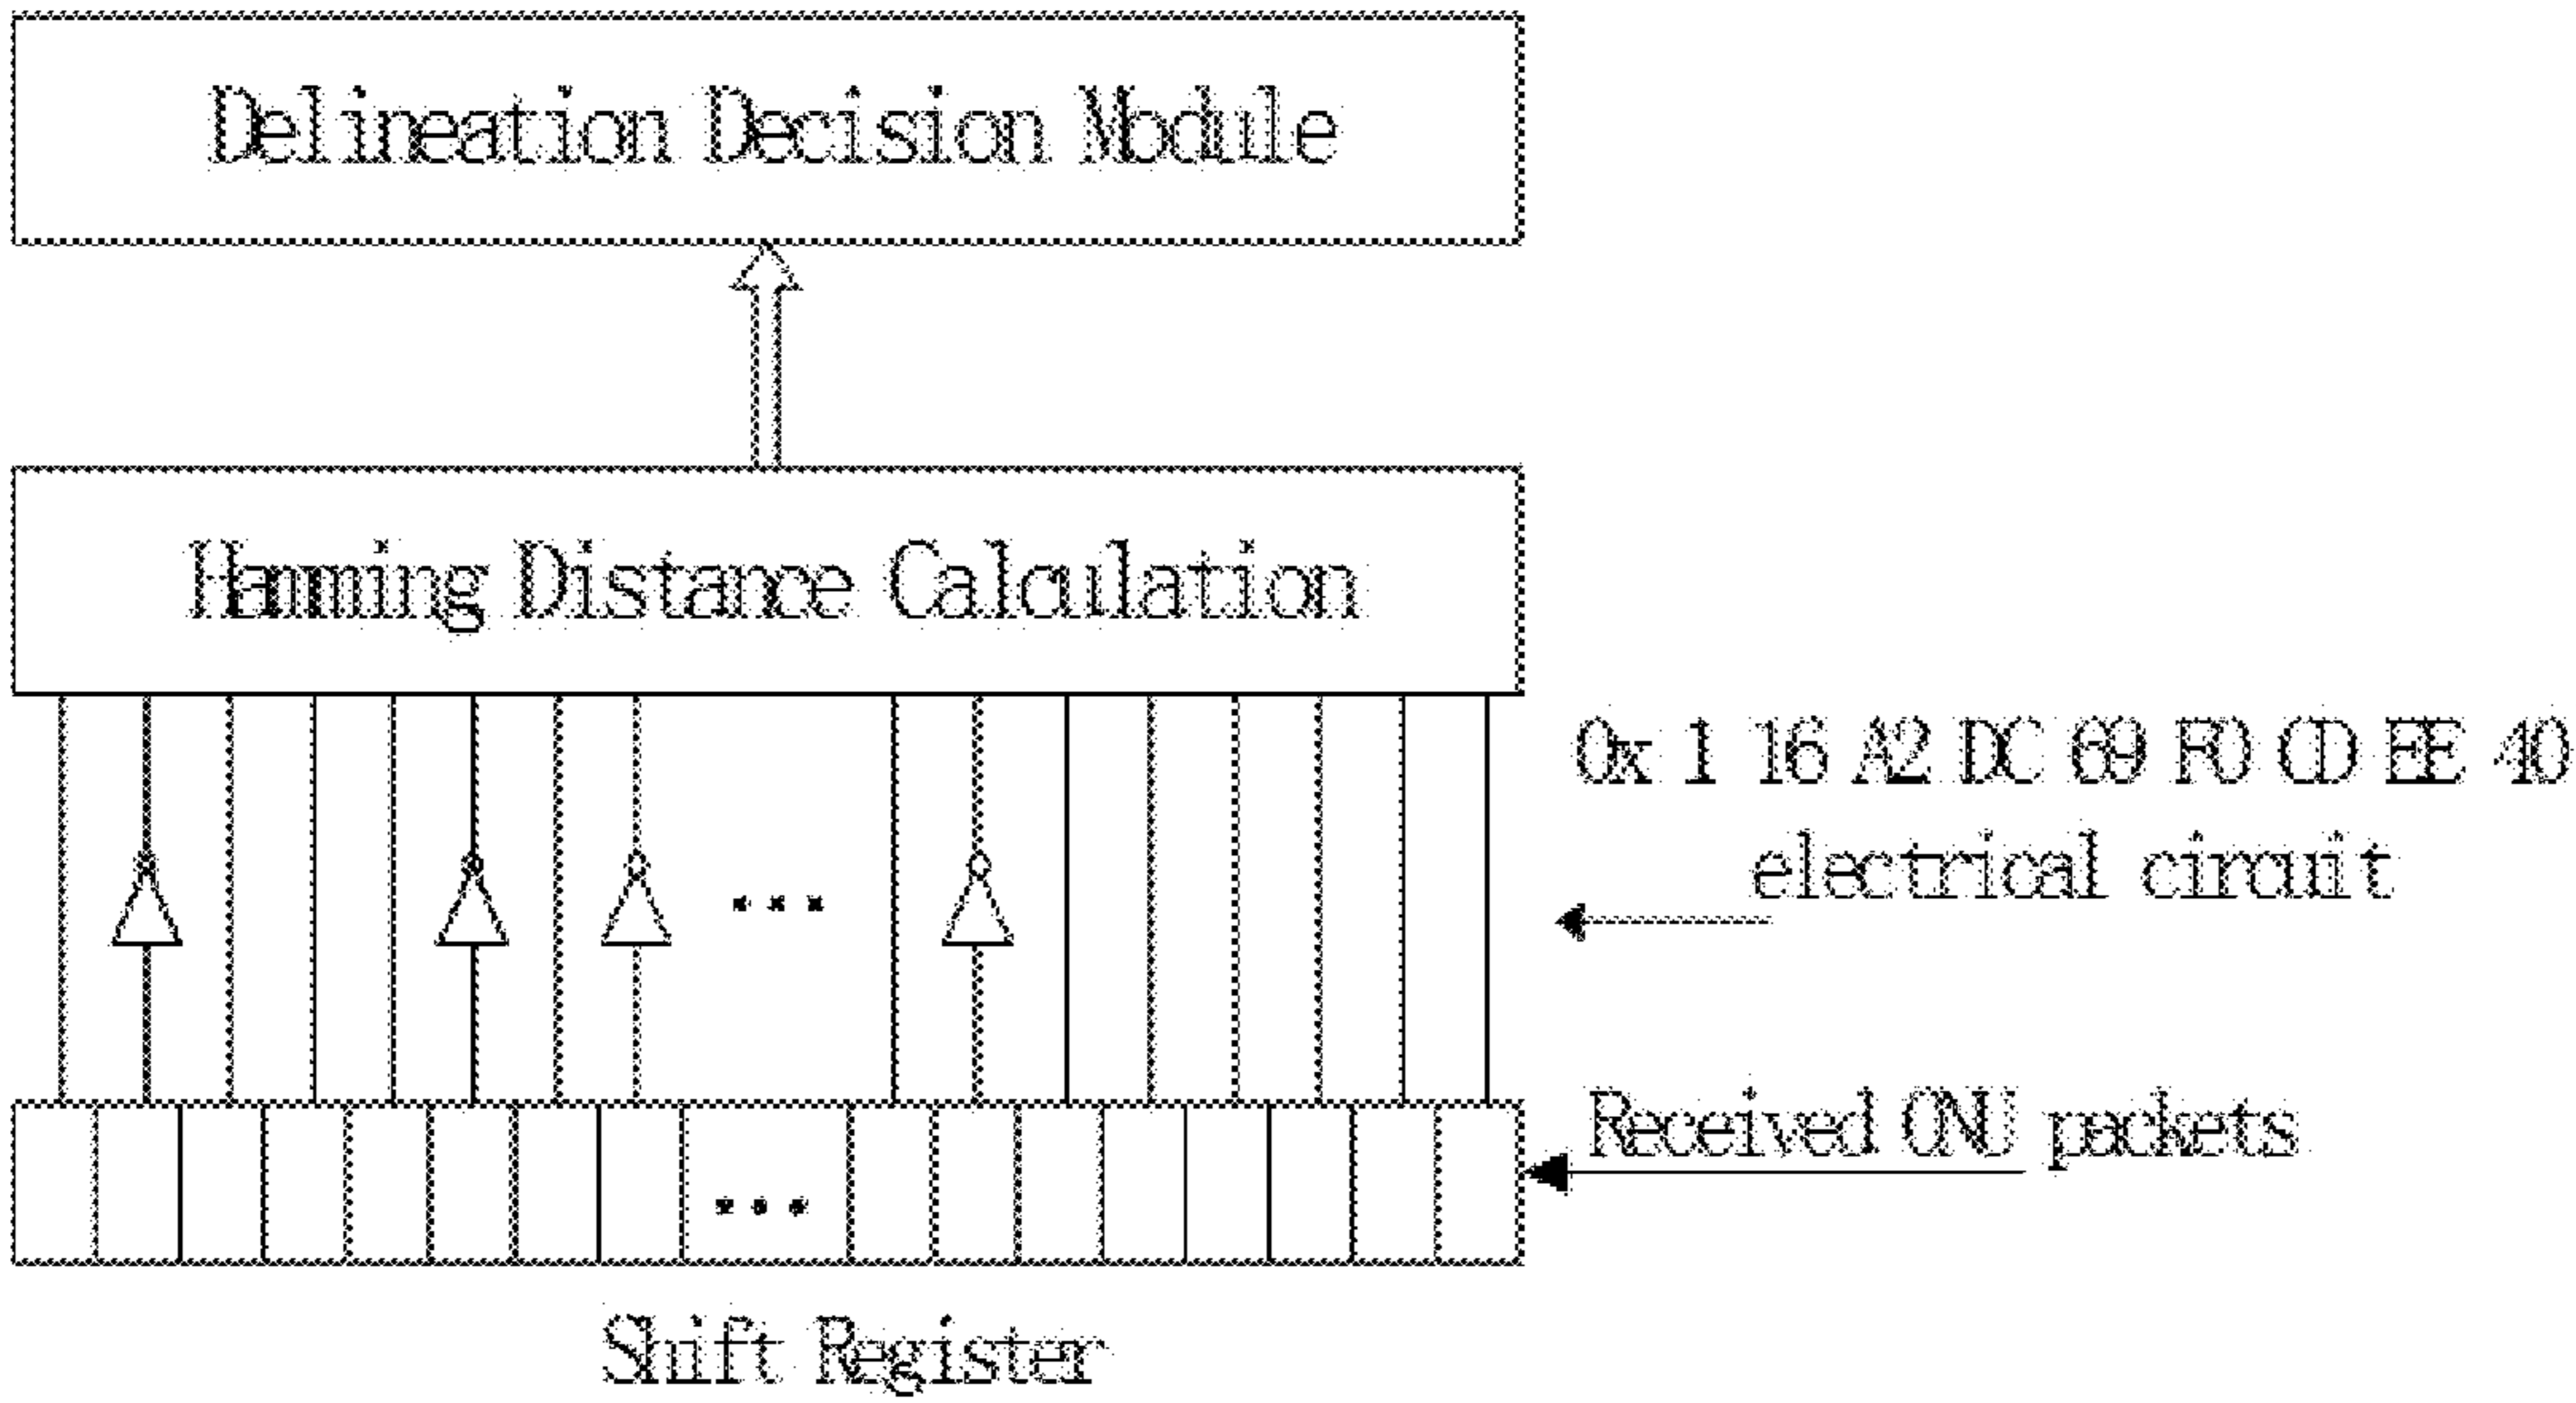 Delineation Decision Module
Hamming Distance Calculation
0x 1 16 A2 DC 69 F0 CD EE 40
electrical circuit
...
Received ONU packets
...
Shift Register